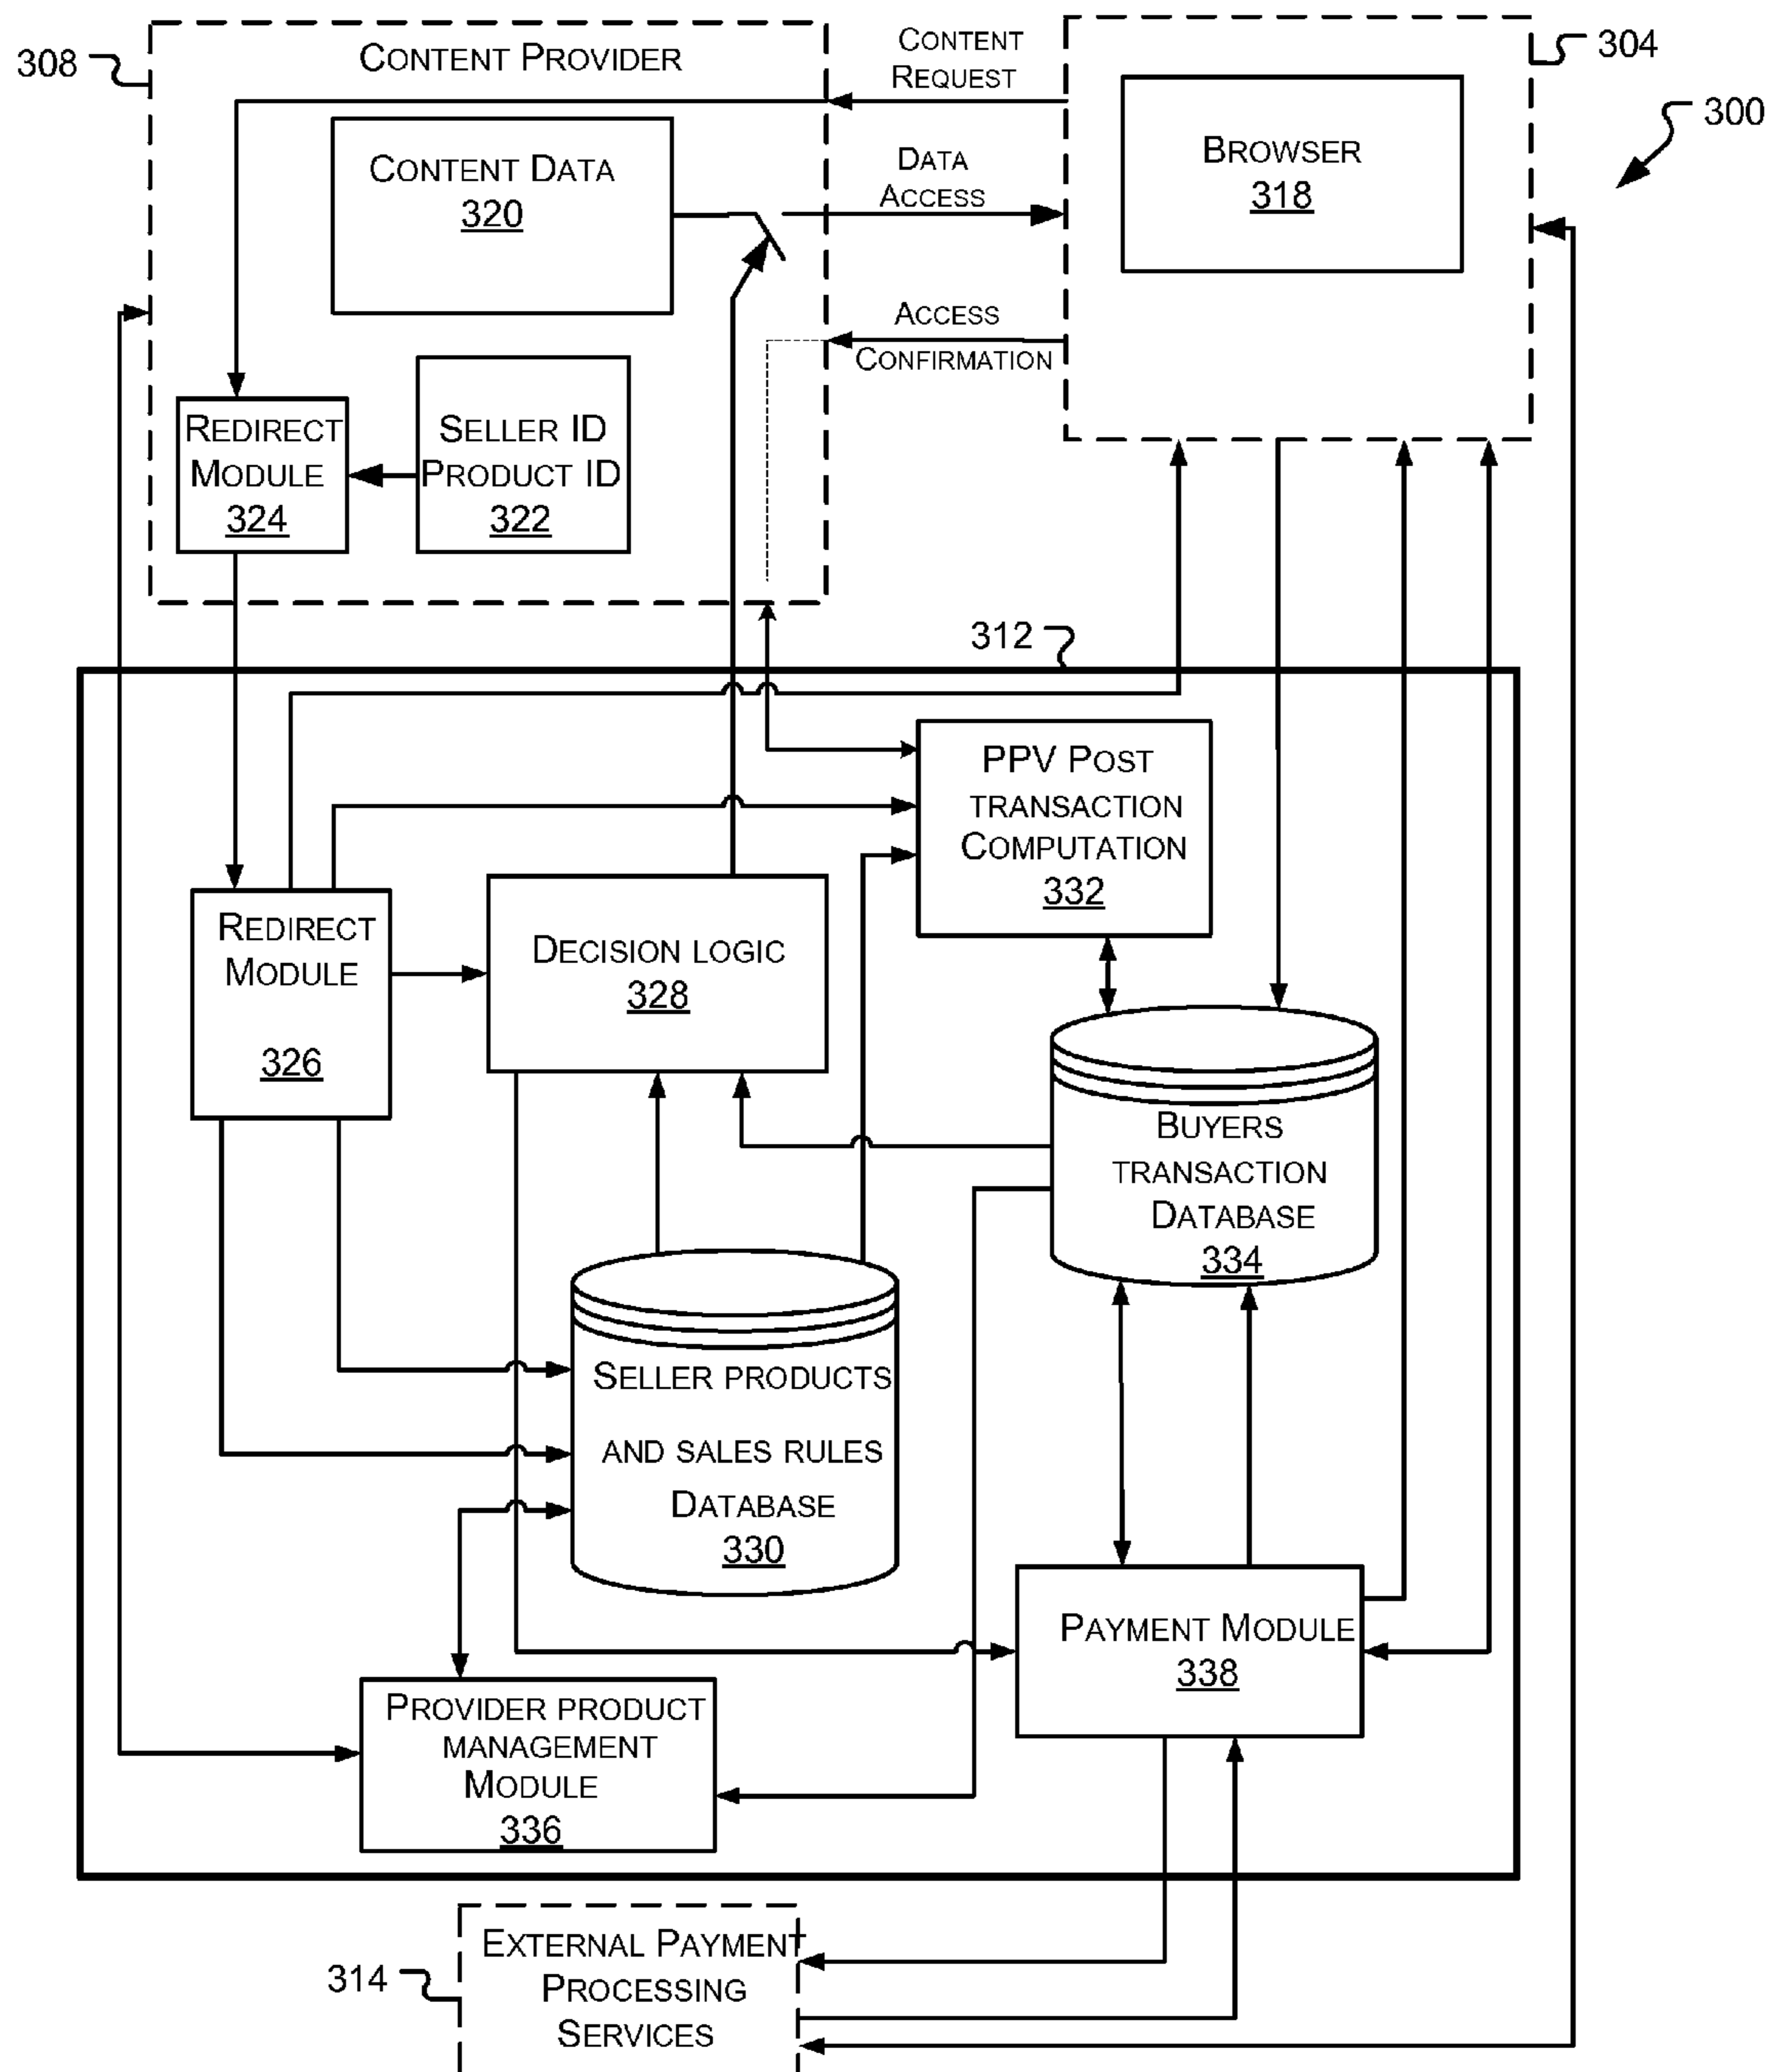 308
CONTENT PROVIDER
CONTENT
REQUEST
304
300
BROWSER
318
CONTENT DATA
320
DATA
ACCESS
ACCESS
CONFIRMATION
REDIRECT
MODULE
324
SELLER ID
PRODUCT ID
322
312
PPV POST
TRANSACTION
COMPUTATION
332
REDIRECT
MODULE
326
DECISION LOGIC
328
BUYERS
TRANSACTION
DATABASE
334
SELLER PRODUCTS
AND SALES RULES
DATABASE
330
PAYMENT MODULE
338
PROVIDER PRODUCT
MANAGEMENT
MODULE
336
314
EXTERNAL PAYMENT
PROCESSING
SERVICES